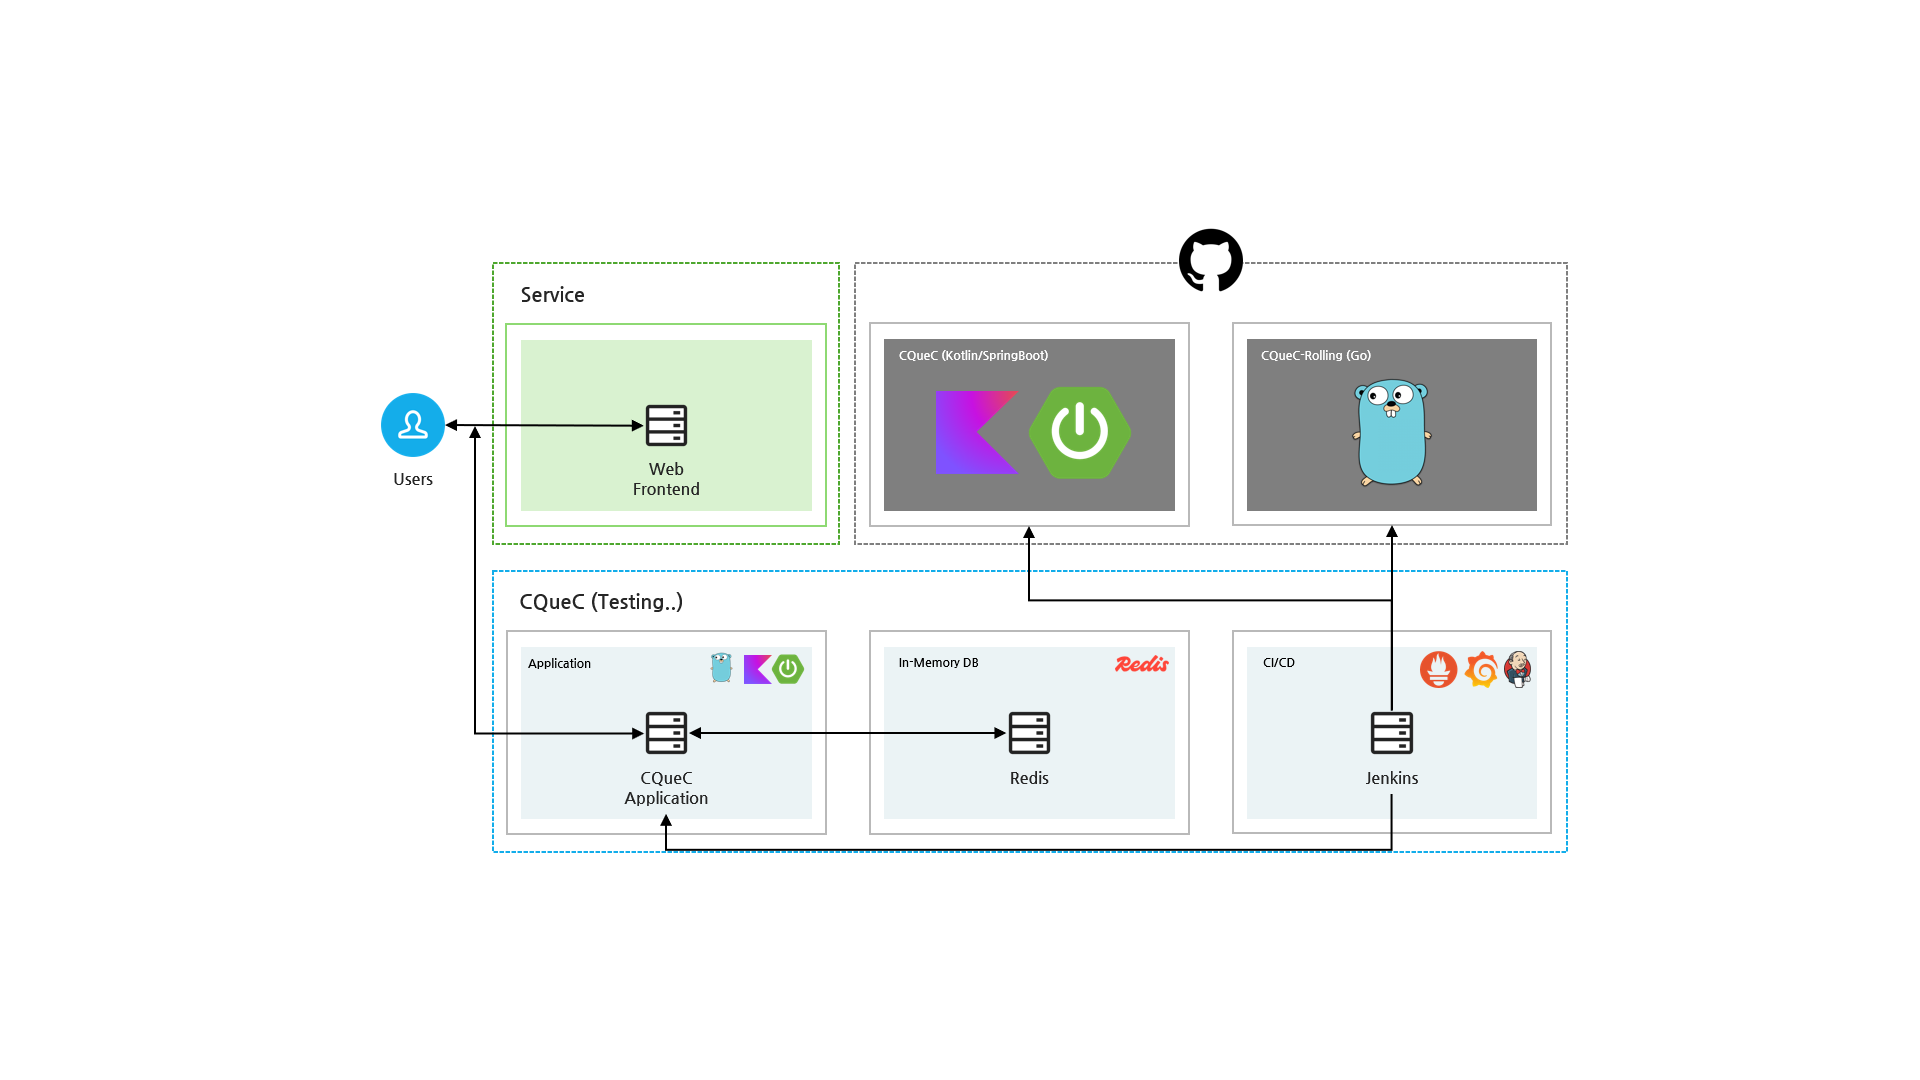 Service
CQueC (Kotlin/SpringBoot)
CQueC-Rolling (Go)
Users
Web
Frontend
CQueC (Testing..)
Application
In-Memory DB
Redis
CI/CD
CQueC
Application
Redis
Jenkins